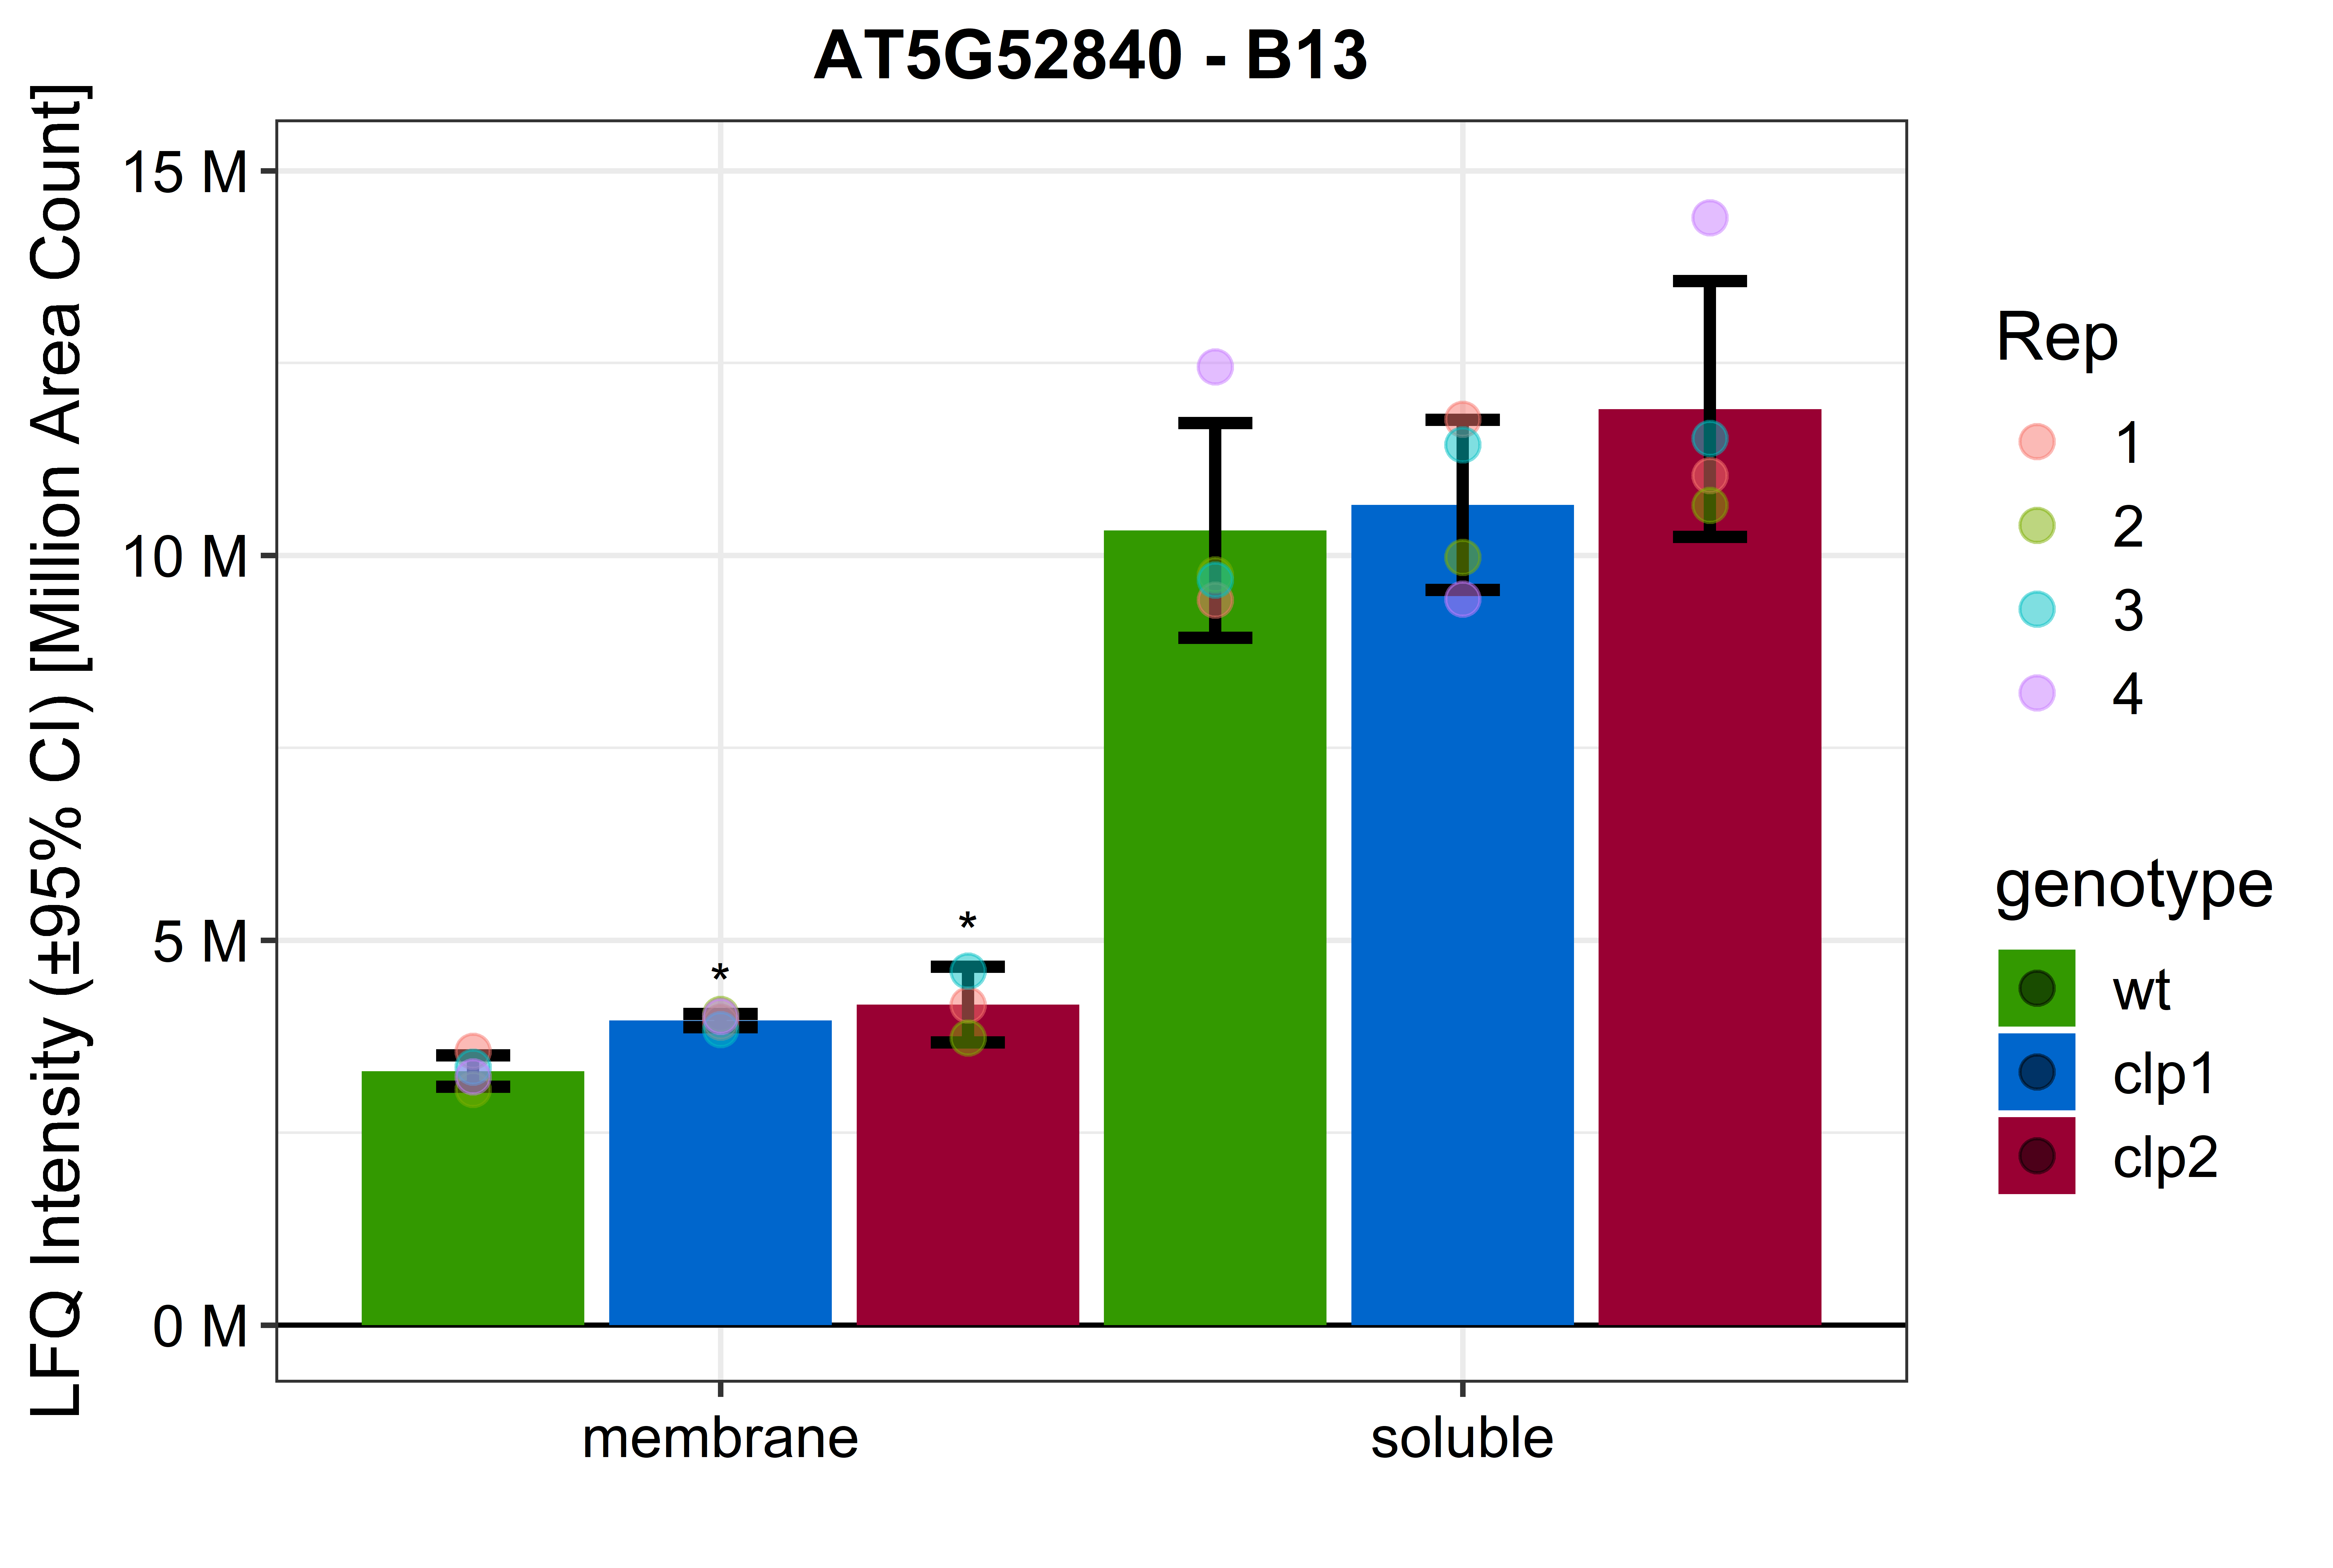 AT5G52840 - B13
LFQ Intensity (±95% CI) [Million Area Count]
15 M
10 M
5 M
0 M
*
*
membrane
soluble
Rep
1
2
3
4
genotype
wt
clp1
clp2